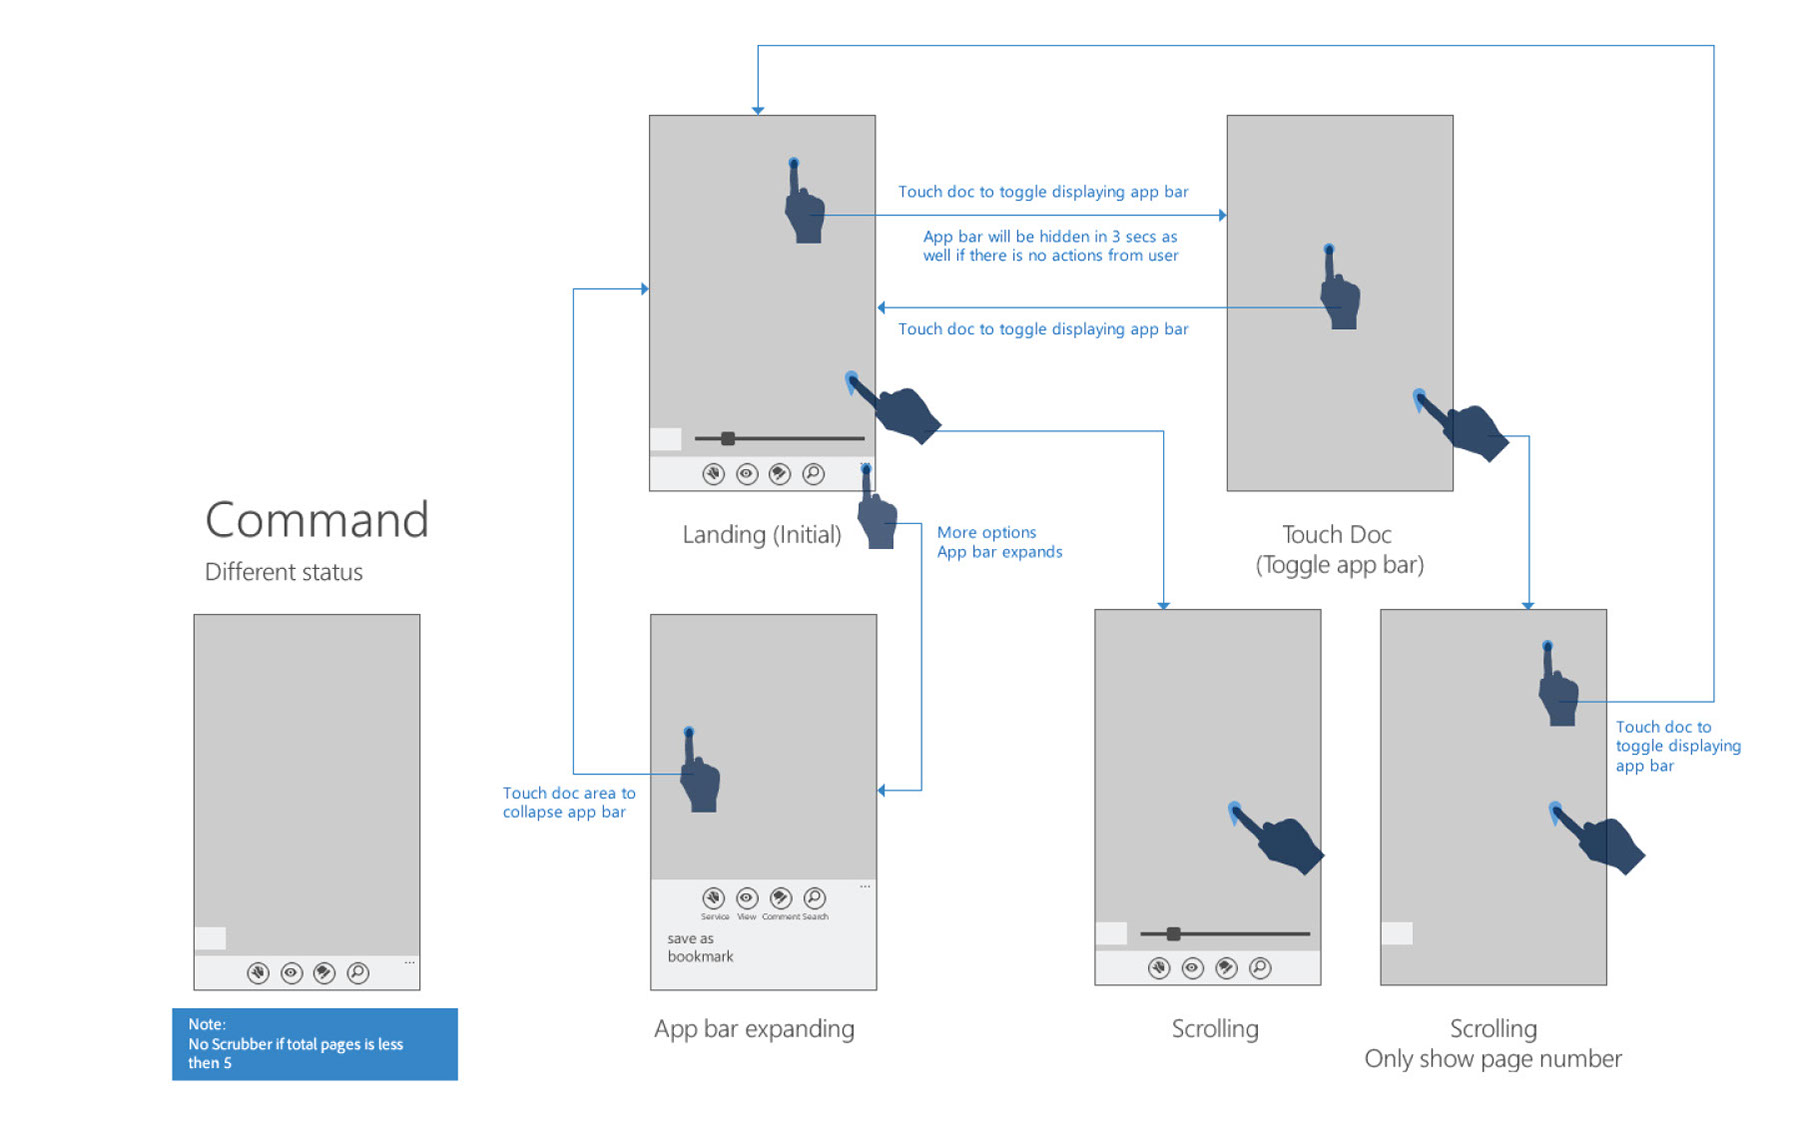 Touch doc to toggle displaying app bar
App bar will be hidden in 3 secs as
well if there is no actions from user
Touch doc to toggle displaying app bar
Command
Different status
Landing (Initial)
More options
App bar expands
Touch Doc
(Toggle app bar)
Touch doc to
toggle displaying
app bar
Touch doc area to
collapse app bar
...
...
Service View Comment Search
save as
bookmark
...
Note:
No Scrubber if total pages is less
then 5
App bar expanding
Scrolling
Scrolling
Only show page number